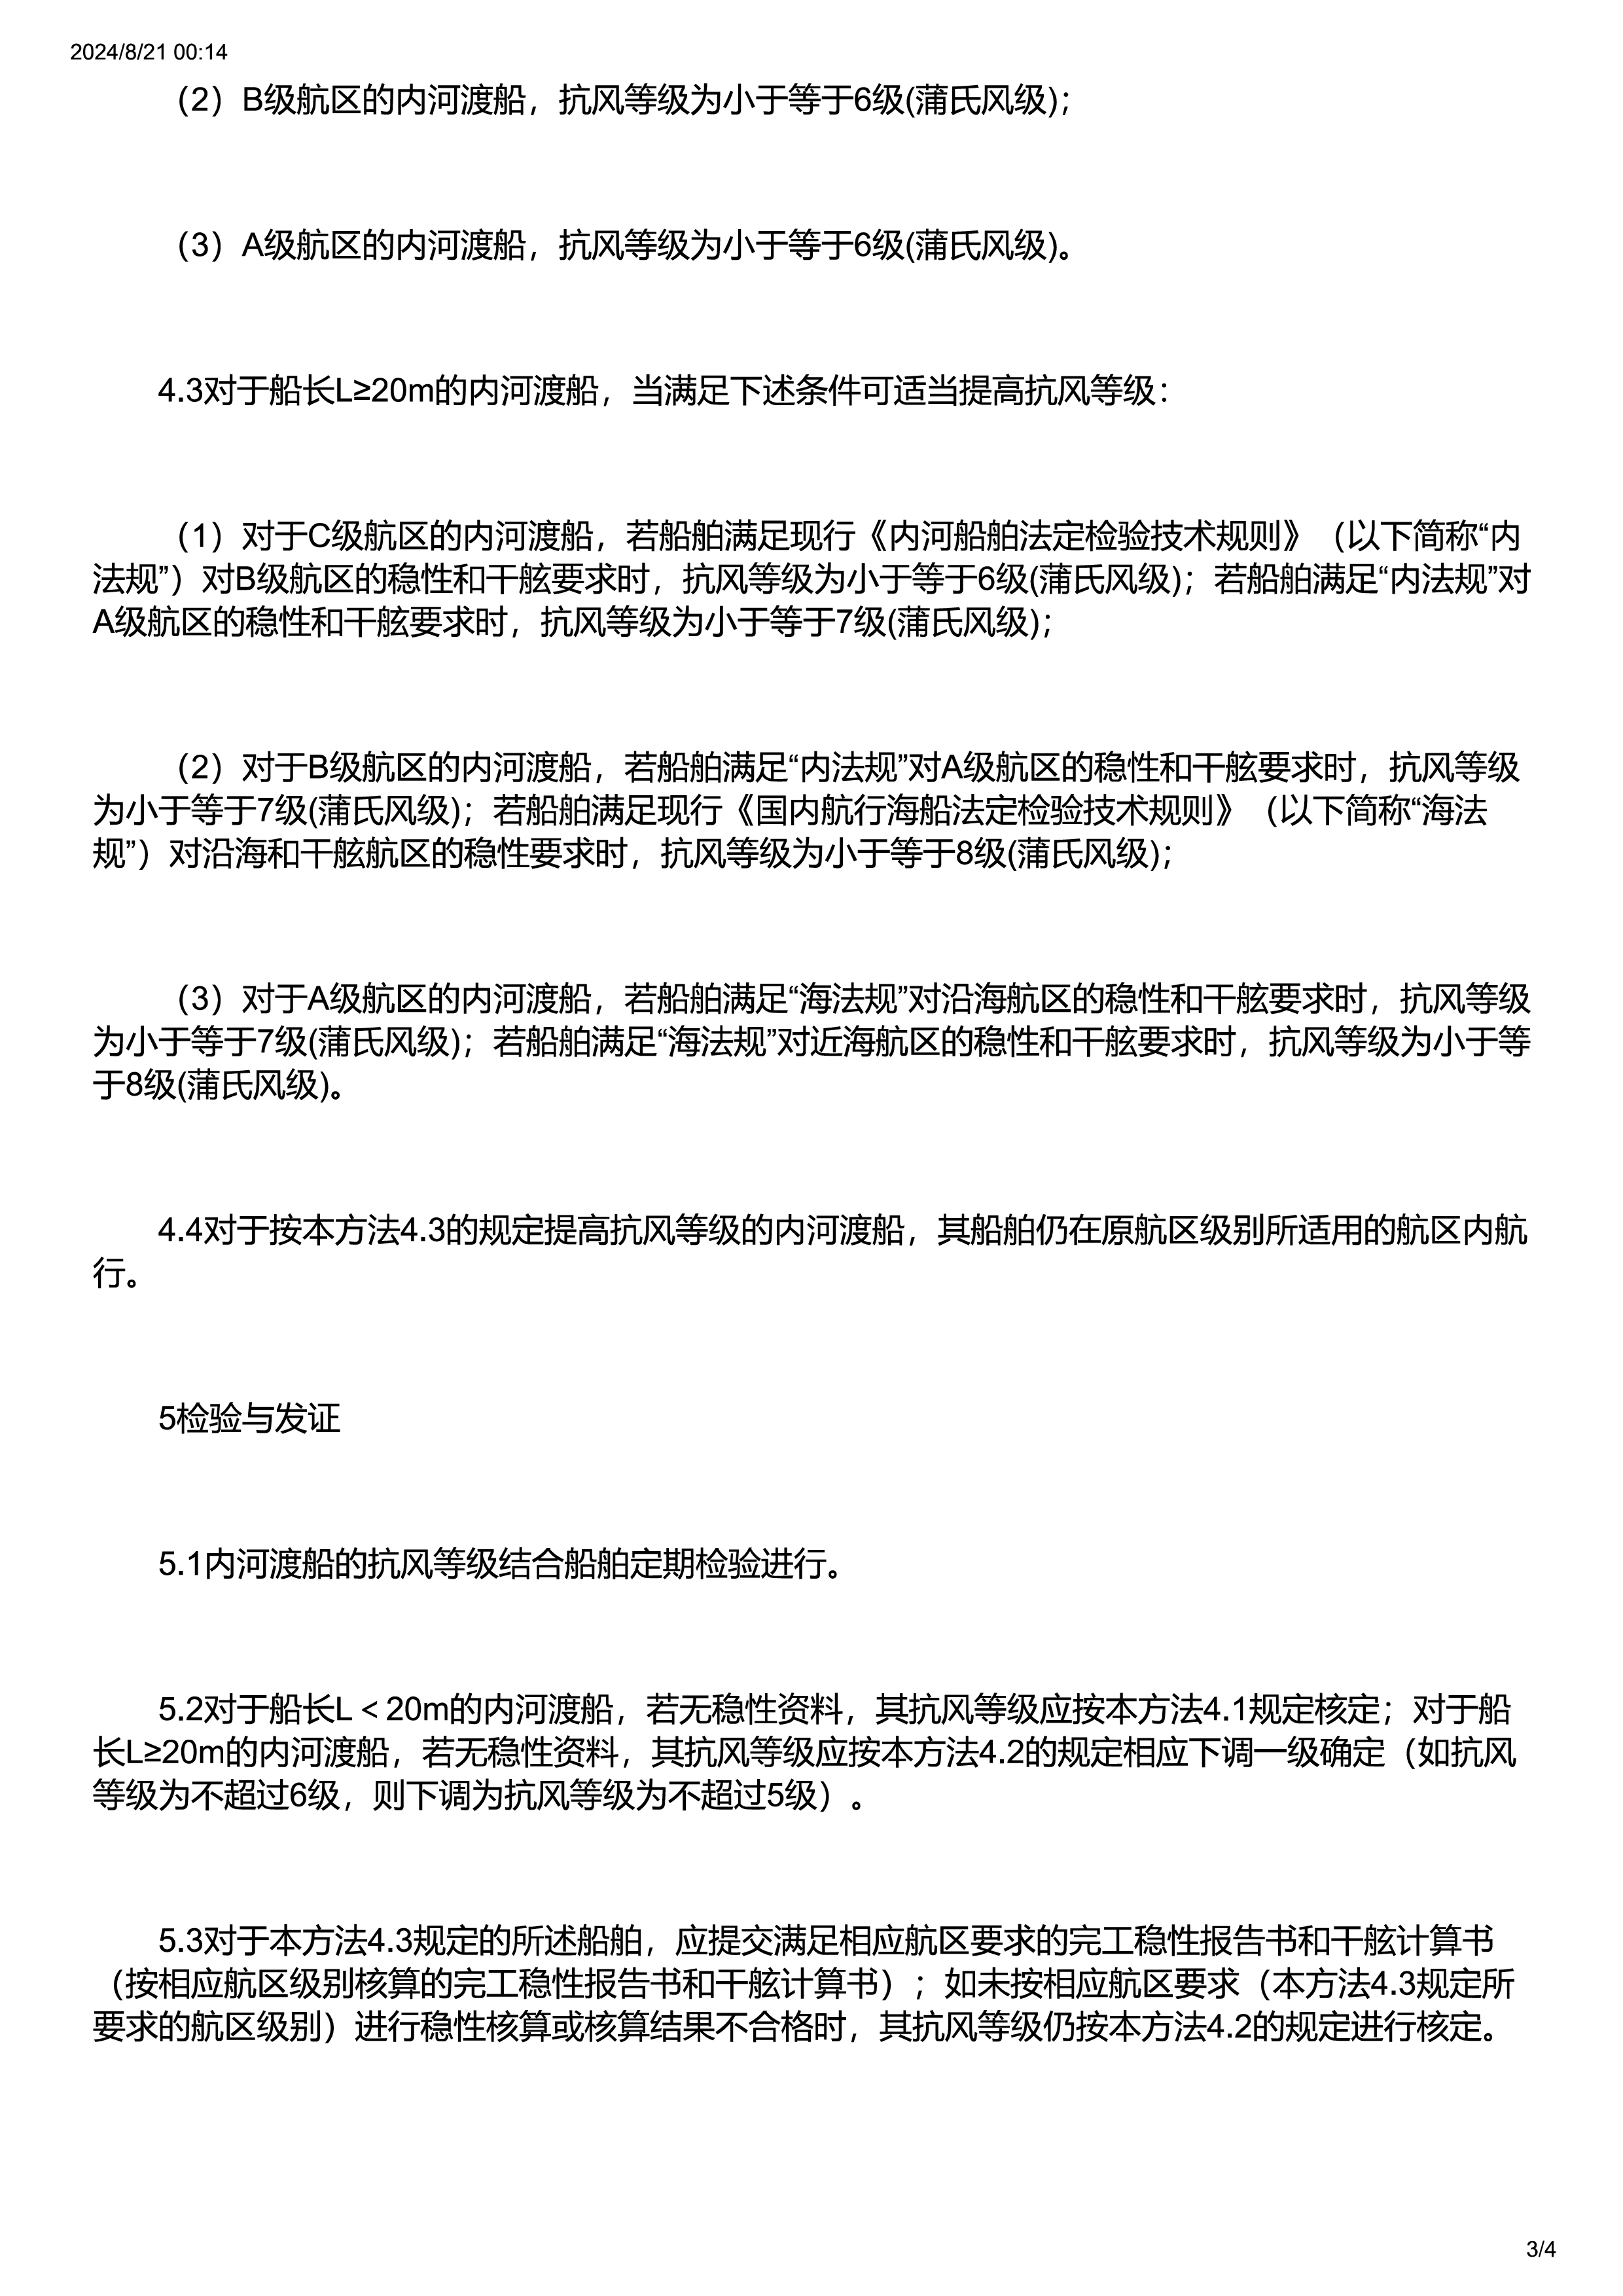 2024/8/21 00:14
（2）B级航区的内河渡船，抗风等级为小于等于6级(蒲氏风级)；
（3）A级航区的内河渡船，抗风等级为小于等于6级(蒲氏风级)。
4.3对于船长L≥20m的内河渡船，当满足下述条件可适当提高抗风等级：
（1）对于C级航区的内河渡船，若船舶满足现行《内河船舶法定检验技术规则》（以下简称“内
法规”）对B级航区的稳性和干舷要求时，抗风等级为小于等于6级(蒲氏风级)；若船舶满足“内法规”对
A级航区的稳性和干舷要求时，抗风等级为小于等于7级(蒲氏风级)；
（2）对于B级航区的内河渡船，若船舶满足“内法规”对A级航区的稳性和干舷要求时，抗风等级
为小于等于7级(蒲氏风级)；若船舶满足现行《国内航行海船法定检验技术规则》（以下简称“海法
规”）对沿海和干舷航区的稳性要求时，抗风等级为小于等于8级(蒲氏风级)；
（3）对于A级航区的内河渡船，若船舶满足“海法规”对沿海航区的稳性和干舷要求时，抗风等级
为小于等于7级(蒲氏风级)；若船舶满足“海法规”对近海航区的稳性和干舷要求时，抗风等级为小于等
于8级(蒲氏风级)。
4.4对于按本方法4.3的规定提高抗风等级的内河渡船，其船舶仍在原航区级别所适用的航区内航
行。
5检验与发证
5.1内河渡船的抗风等级结合船舶定期检验进行。
5.2对于船长L＜20m的内河渡船，若无稳性资料，其抗风等级应按本方法4.1规定核定；对于船
长L≥20m的内河渡船，若无稳性资料，其抗风等级应按本方法4.2的规定相应下调一级确定（如抗风
等级为不超过6级，则下调为抗风等级为不超过5级）。
5.3对于本方法4.3规定的所述船舶，应提交满足相应航区要求的完工稳性报告书和干舷计算书
（按相应航区级别核算的完工稳性报告书和干舷计算书）；如未按相应航区要求（本方法4.3规定所
要求的航区级别）进行稳性核算或核算结果不合格时，其抗风等级仍按本方法4.2的规定进行核定。
3/4